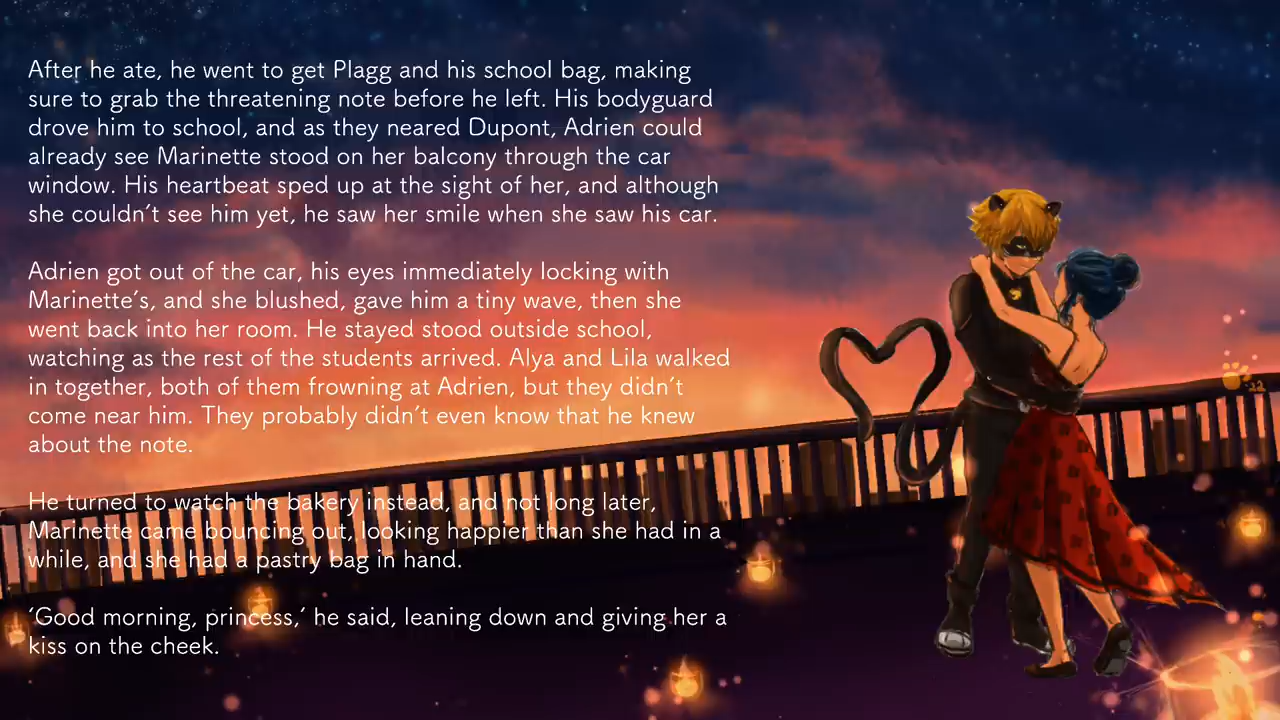 After he ate, he went to get Plagg and his school bag, making
sure to grab the threatening note before he left. His bodyguard
drove him to school, and as they neared Dupont, Adrien could
already see Marinette stood on her balcony through the car
window. His heartbeat sped up at the sight of her, and although
she couldn't see him yet, he saw her smile when she saw his car.
Adrien got out of the car, his eyes immediately locking with
Marinette's, and she blushed, gave him a tiny wave, then she
went back into her room. He stayed stood outside school,
watching as the rest of the students arrived. Alya and Lila walked
in together, both of them frowning at Adrien, but they didn't
come near him. They probably didn't even know that he knew
about the note.
He turned to watch the bakery instead, and not long later,
Marinette came bouncing out, looking happier than she had in a
while, and she had a pastry bag in hand.
'Good morning, princess,' he said, leaning down and giving her a
kiss on the cheek.